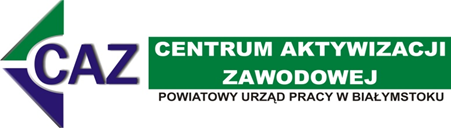 CAZ
CENTRUM AKTYWIZACJI
ZAWODOWEJ
POWIATOWY URZĄD PRACY W BIAŁYMSTOKU